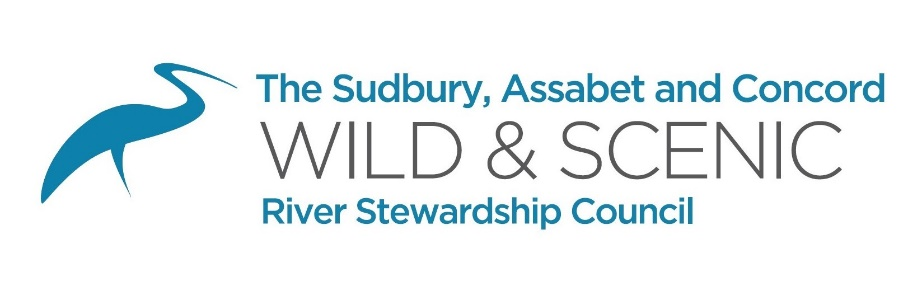 The Sudbury, Assabet and Concord
WILD & SCENIC
River Stewardship Council